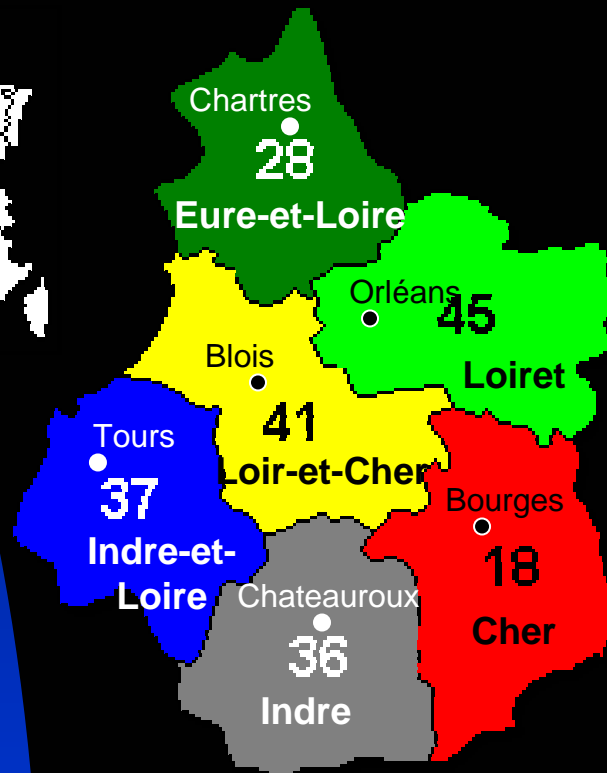 Chartres
28
Eure-et-Loire
Orléans
45
Loiret
Blois
41
Loir-et-Cher
Tours
37
Indre-et-
Loire
Bourges
18
Cher
Chateauroux
36
Indre